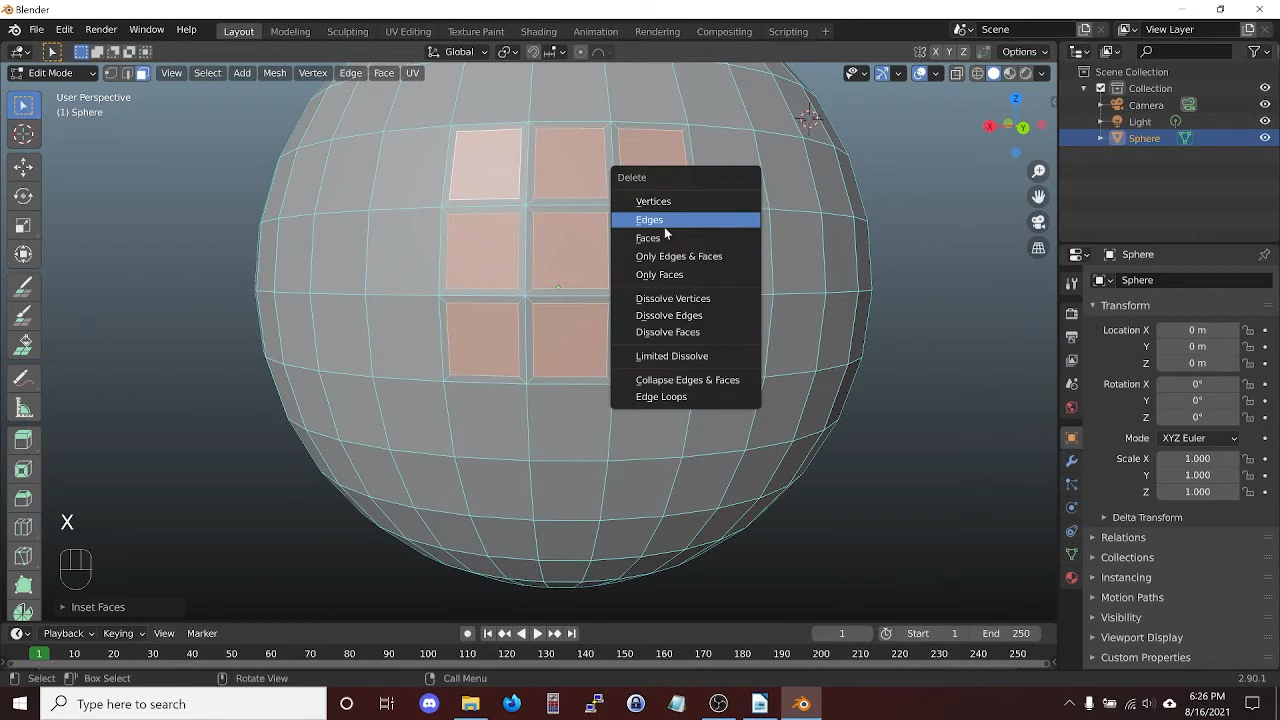 Blender
File Edit Render Window Help
Layout Modeling Sculpting UV Editing Texture Paint Shading Animation Rendering Compositing Scripting +
Scene
View Layer
Global
X Y Z Options
Edit Mode View Select Add Mesh Vertex Edge Face UV
User Perspective
(1) Sphere
Z
X
Y
Scene Collection
Collection
Camera
Light
Sphere
Delete
Vertices
Edges
Faces
Only Edges & Faces
Only Faces
Dissolve Vertices
Dissolve Edges
Dissolve Faces
Limited Dissolve
Collapse Edges & Faces
Edge Loops
X
Inset Faces
Sphere
Sphere
Transform
Location X 0 m
Y 0 m
Z 0 m
Rotation X 0°
Y 0°
Z 0°
Mode XYZ Euler
Scale X 1.000
Y 1.000
Z 1.000
Delta Transform
Relations
Collections
Instancing
Motion Paths
Visibility
Viewport Display
Custom Properties
Playback Keying View Marker 1 Start 1 End 250
1 10 20 30 40 50 60 70 80 90 100 110 120 130 140 150 160 170 180 190 200 210 220 230 240 250
Select Box Select Rotate View Call Menu 2.90.1
Type here to search
6:26 PM
8/16/2021